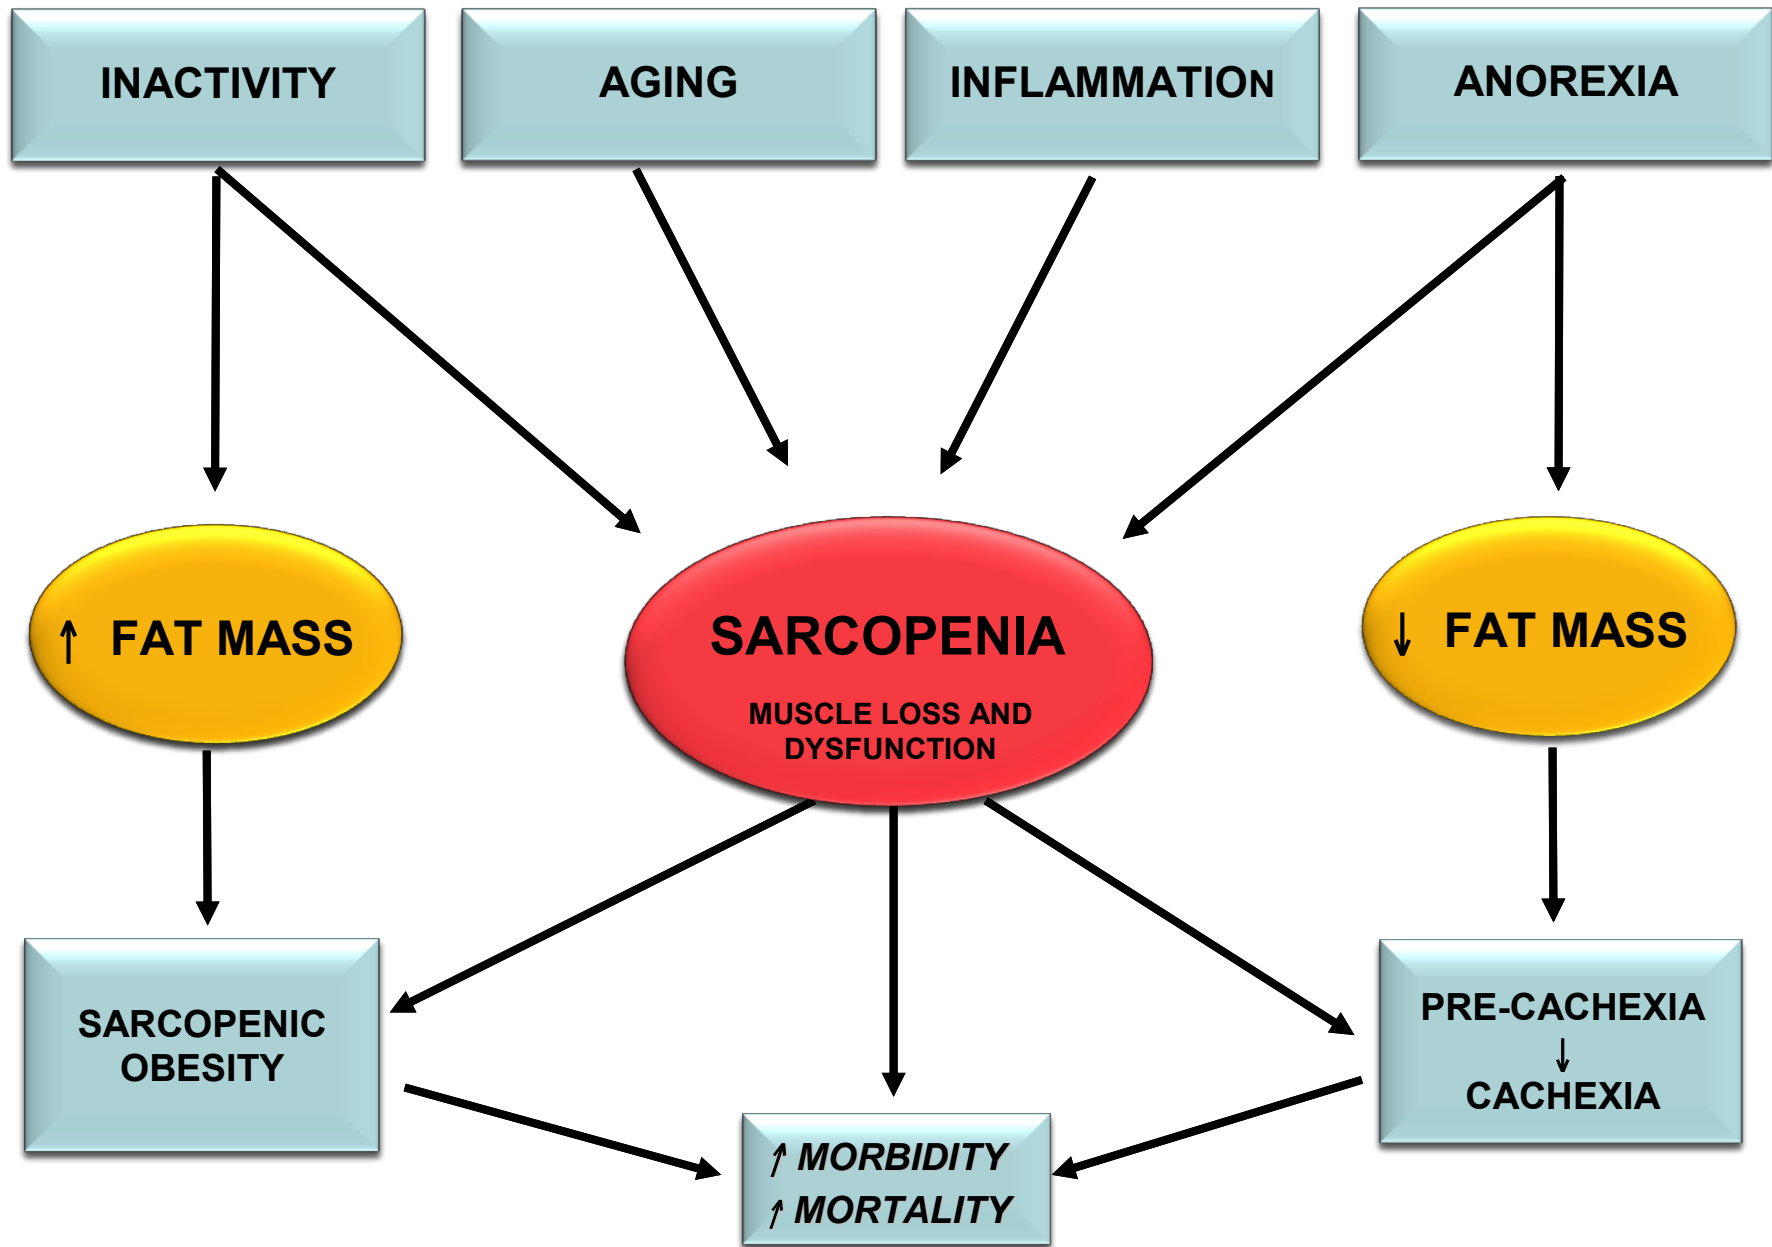 INACTIVITY
AGING
INFLAMMATION
ANOREXIA
↑ FAT MASS
SARCOPENIA
MUSCLE LOSS AND
DYSFUNCTION
↓ FAT MASS
SARCOPENIC
OBESITY
PRE-CACHEXIA
↓
CACHEXIA
↑ MORBIDITY
↑ MORTALITY